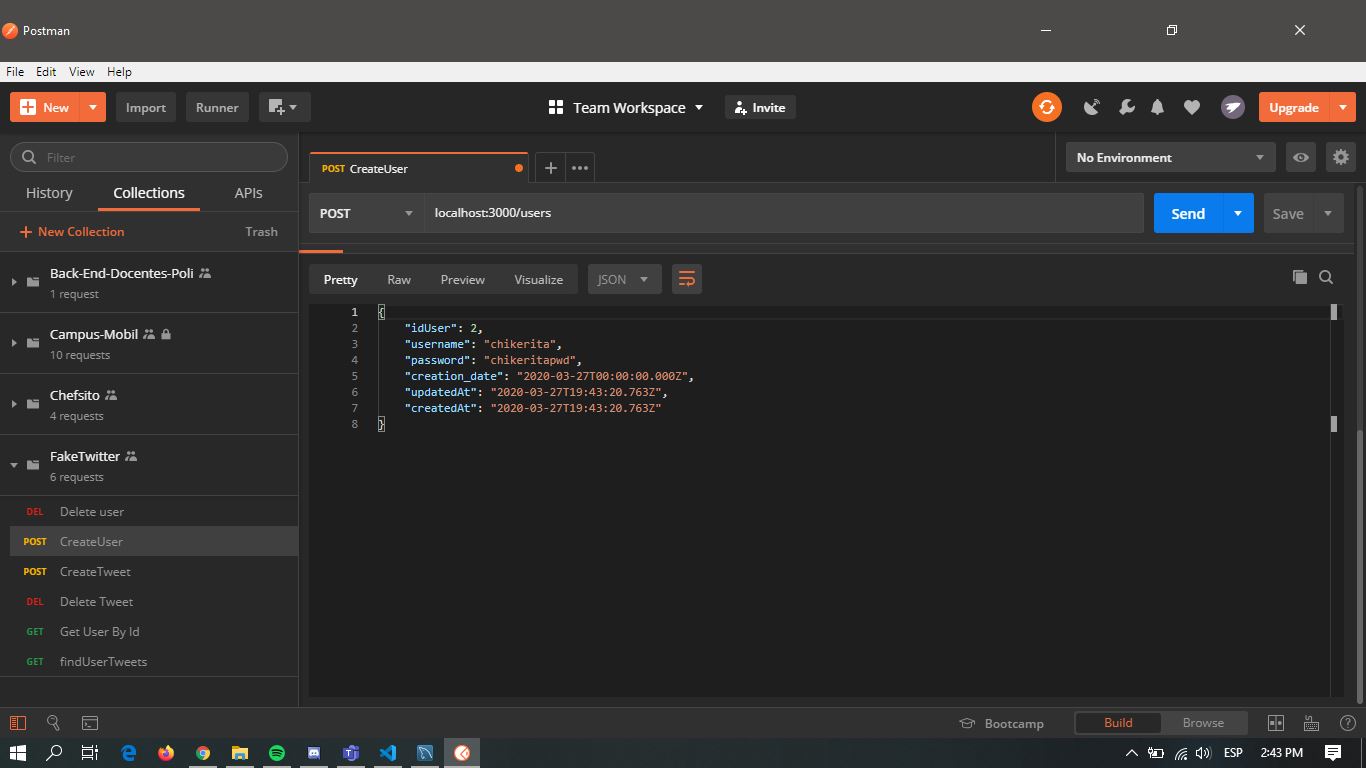 Postman
File Edit View Help
New Import Runner Team Workspace Invite Upgrade
Filter
History Collections APIs
New Collection Trash
Back-End-Docentes-Poli
1 request
Campus-Mobil
10 requests
Chefsito
4 requests
FakeTwitter
6 requests
DEL Delete user
POST CreateUser
POST CreateTweet
DEL Delete Tweet
GET Get User By Id
GET findUserTweets
POST CreateUser
No Environment
POST localhost:3000/users Send Save
Pretty Raw Preview Visualize JSON
1 {
2 "idUser": 2,
3 "username": "chikerita",
4 "password": "chikeritapwd",
5 "creation_date": "2020-03-27T00:00:00.000Z",
6 "updatedAt": "2020-03-27T19:43:20.763Z",
7 "createdAt": "2020-03-27T19:43:20.763Z"
8 }
Bootcamp Build Browse
ESP 2:43 PM